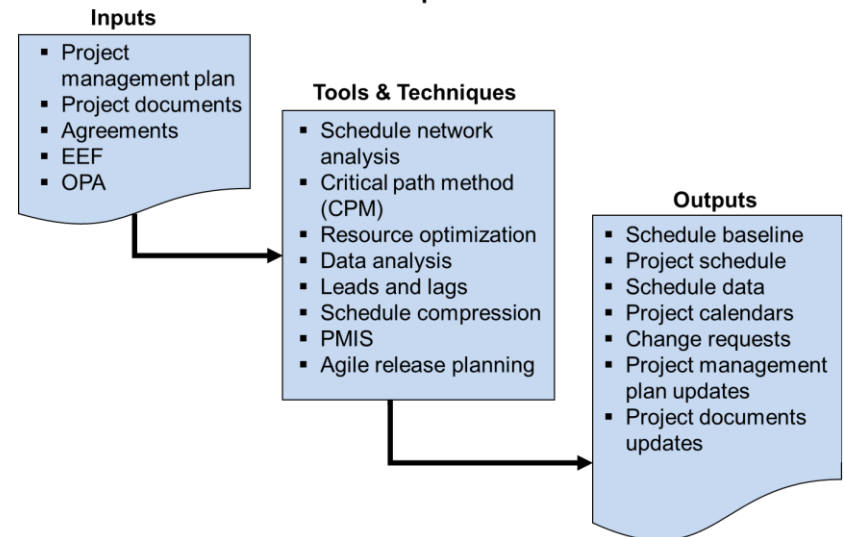 Inputs
▪ Project
management plan
▪ Project documents
▪ Agreements
▪ EEF
▪ OPA
Tools & Techniques
▪ Schedule network
analysis
▪ Critical path method
(CPM)
▪ Resource optimization
▪ Data analysis
▪ Leads and lags
▪ Schedule compression
▪ PMIS
▪ Agile release planning
Outputs
▪ Schedule baseline
▪ Project schedule
▪ Schedule data
▪ Project calendars
▪ Change requests
▪ Project management
plan updates
▪ Project documents
updates